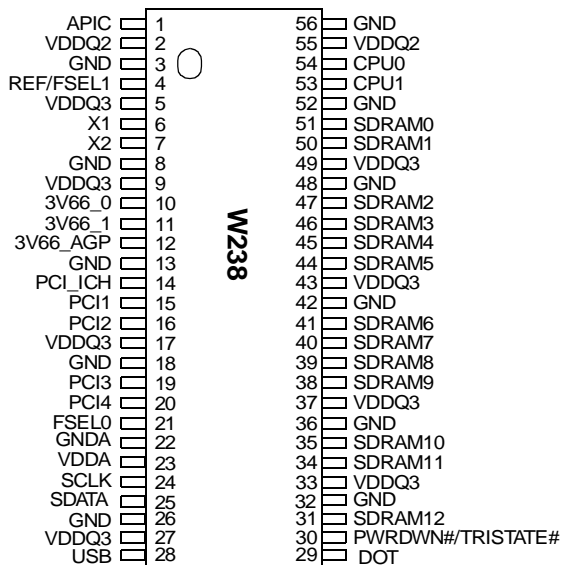 APIC 1 56 GND
VDDQ2 2 55 VDDQ2
GND 3 54 CPU0
REF/FSEL1 4 53 CPU1
VDDQ3 5 52 GND
X1 6 51 SDRAM0
X2 7 50 SDRAM1
GND 8 49 VDDQ3
VDDQ3 9 48 GND
3V66_0 10 47 SDRAM2
3V66_1 11 46 SDRAM3
3V66_AGP 12 45 SDRAM4
GND 13 44 SDRAM5
PCI_ICH 14 43 VDDQ3
PCI1 15 42 GND
PCI2 16 41 SDRAM6
VDDQ3 17 40 SDRAM7
GND 18 39 SDRAM8
PCI3 19 38 SDRAM9
PCI4 20 37 VDDQ3
FSEL0 21 36 GND
GNDA 22 35 SDRAM10
VDDA 23 34 SDRAM11
SCLK 24 33 VDDQ3
SDATA 25 32 GND
GND 26 31 SDRAM12
VDDQ3 27 30 PWRDWN#/TRISTATE#
USB 28 29 DOT
W238